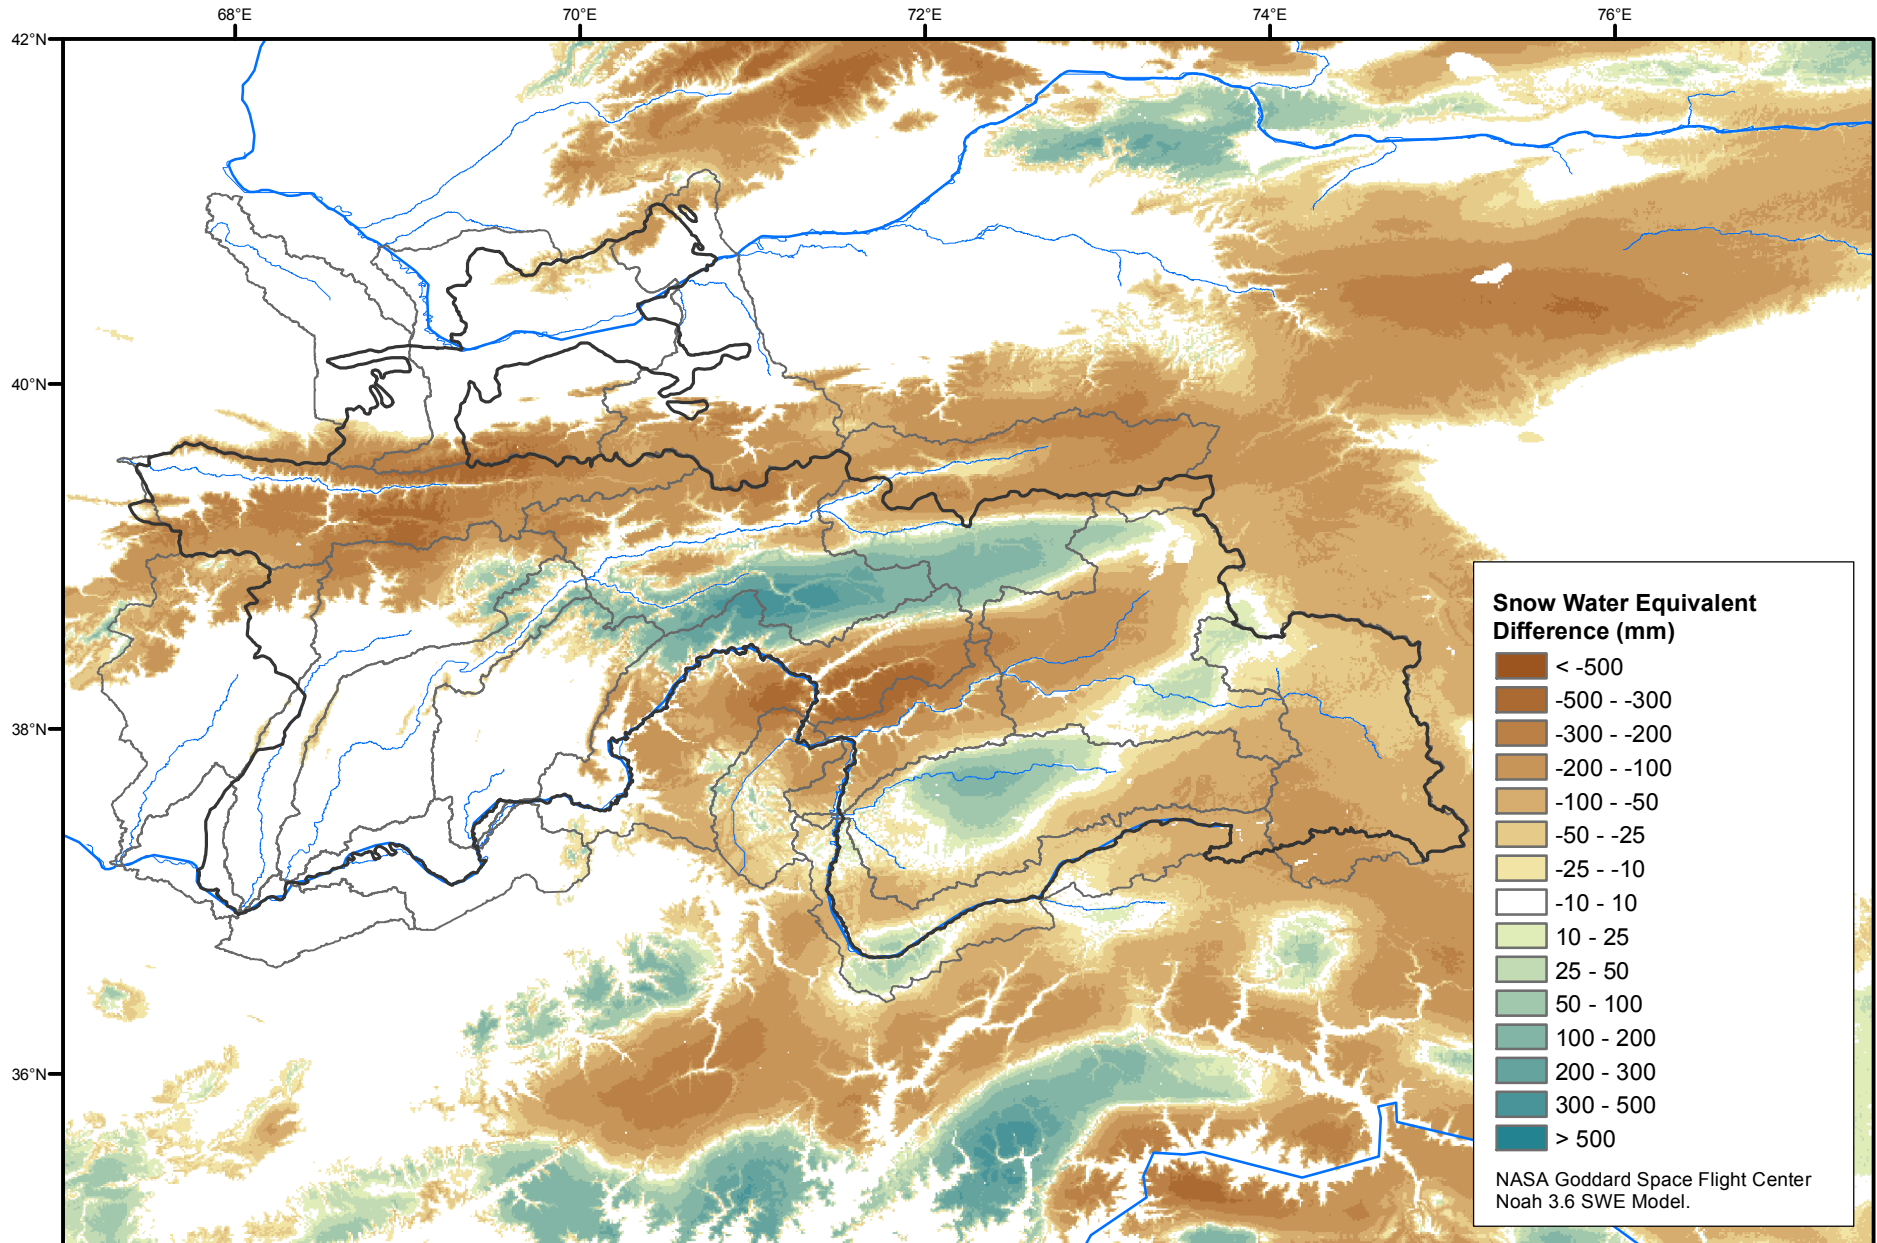 68°E 70°E 72°E 74°E 76°E
42°N
40°N
38°N
36°N
Snow Water Equivalent
Difference (mm)
< -500
-500 - -300
-300 - -200
-200 - -100
-100 - -50
-50 - -25
-25 - -10
-10 - 10
10 - 25
25 - 50
50 - 100
100 - 200
200 - 300
300 - 500
> 500
NASA Goddard Space Flight Center
Noah 3.6 SWE Model.